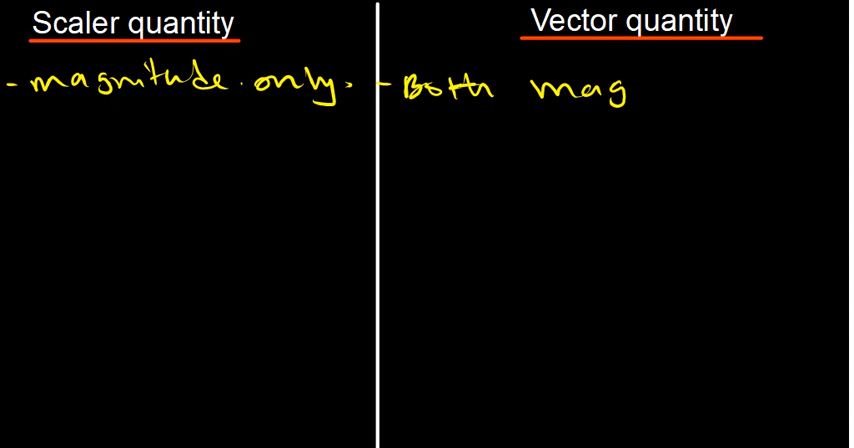 Scaler quantity
Vector quantity
- magnitude only.
- Both mag